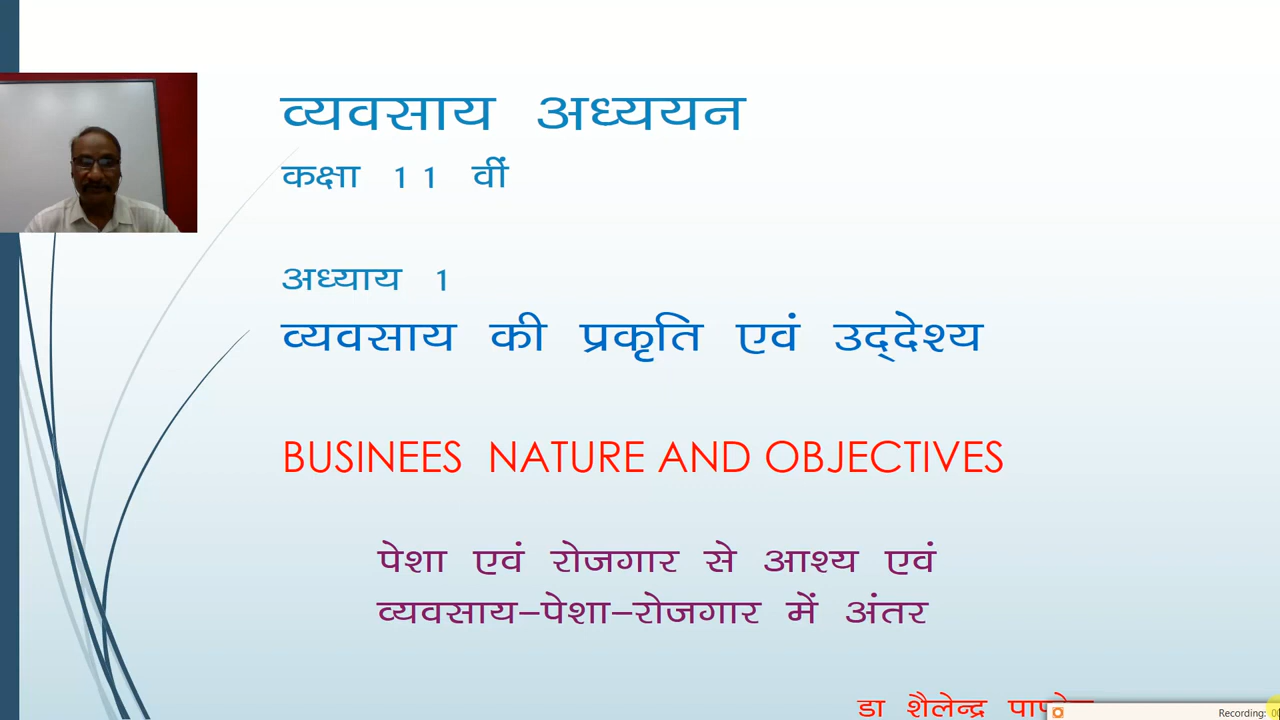 व्यवसाय अध्ययन
कक्षा 11 वीं
अध्याय 1
व्यवसाय की प्रकृति एवं उद्देश्य
BUSINEES NATURE AND OBJECTIVES
पेशा एवं रोजगार से आश्य एवं
व्यवसाय–पेशा–रोजगार में अंतर
डा शैलेन्द्र
Recording: